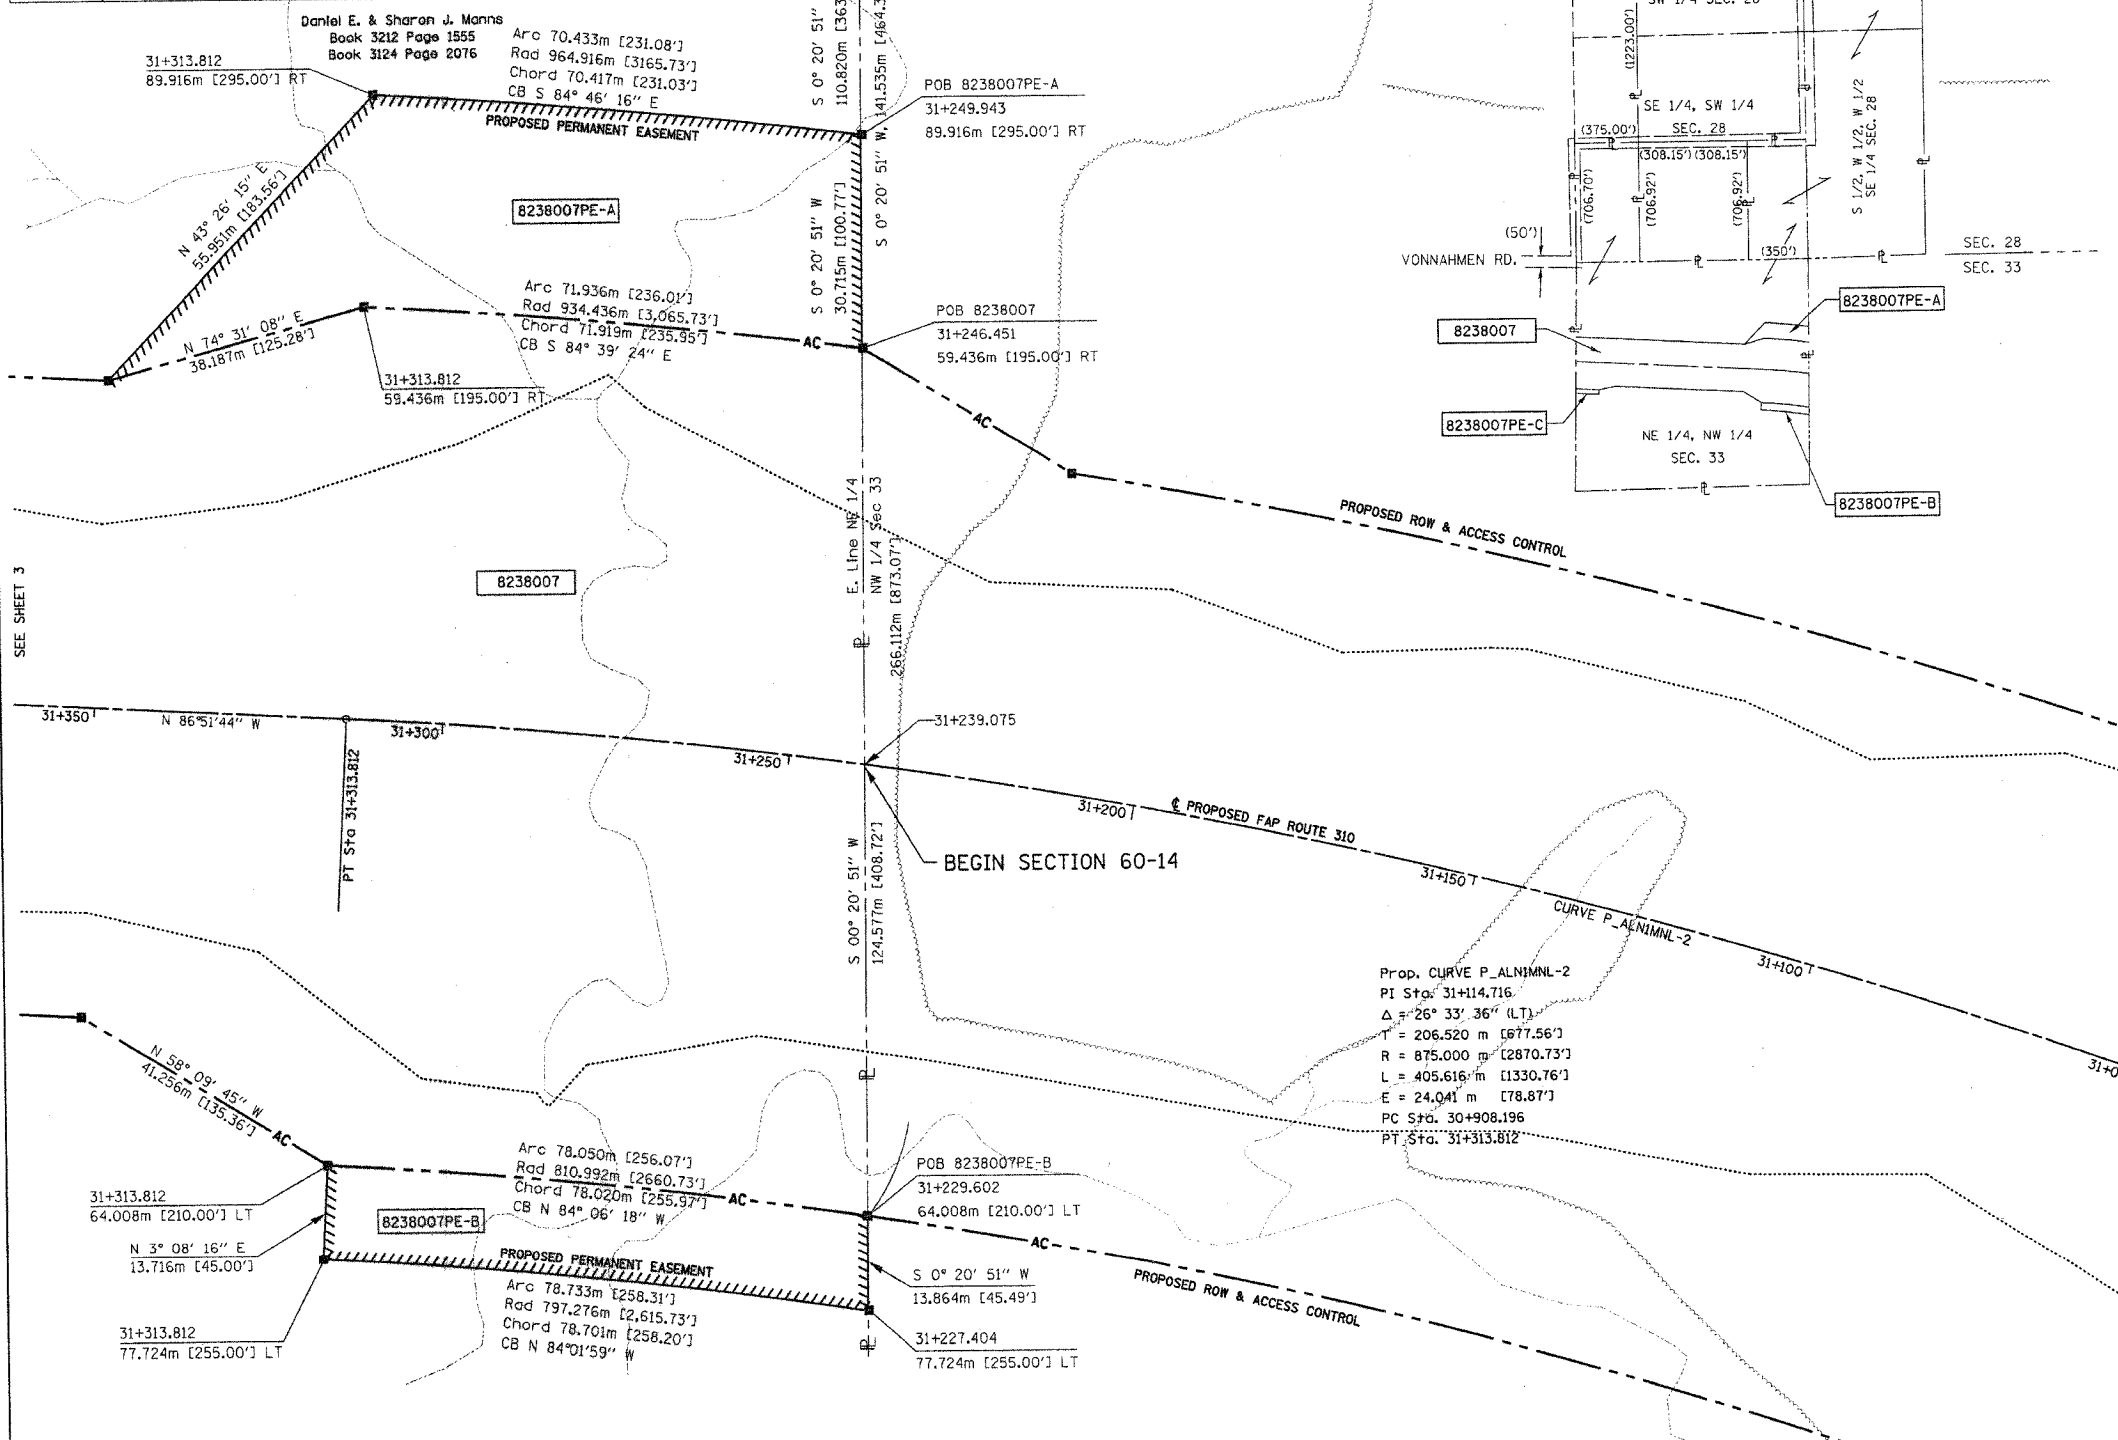 Daniel E. & Sharon J. Manns
Book 3212 Page 1555
Book 3124 Page 2076
31+313.812
89.916m [295.00'] RT
Arc 70.433m [231.08']
Rad 964.916m [3165.73']
Chord 70.417m [231.03']
CB S 84° 46' 16" E
PROPOSED PERMANENT EASEMENT
S 0° 20' 51"
110.820m [363
S 0° 20' 51" W, 141.535m [464.3
POB 8238007PE-A
31+249.943
89.916m [295.00'] RT
N 43° 26' 15" E
55.951m [183.56']
8238007PE-A
S 0° 20' 51" W
30.715m [100.77']
Arc 71.936m [236.01']
Rad 934.436m [3,065.73']
Chord 71.919m [235.95']
CB S 84° 39' 24" E
AC
N 74° 31' 08" E
38.187m [125.28']
31+313.812
59.436m [195.00'] RT
POB 8238007
31+246.451
59.436m [195.00'] RT
AC
SW 1/4 SEC. 28
(1223.00')
SE 1/4, SW 1/4
SEC. 28
(375.00')
(308.15') (308.15')
(706.70')
(706.92')
(706.92')
S 1/2, W 1/2, W 1/2
SE 1/4 SEC. 28
(50')
VONNAHMEN RD.
(350')
SEC. 28
SEC. 33
8238007PE-A
8238007
8238007PE-C
NE 1/4, NW 1/4
SEC. 33
8238007PE-B
PROPOSED ROW & ACCESS CONTROL
E. Line NE 1/4
NW 1/4 Sec 33
266.112m [873.07']
8238007
SEE SHEET 3
31+350
N 86°51'44" W
31+300
31+250
31+239.075
PT Sta 31+313.812
31+200
℄ PROPOSED FAP ROUTE 310
BEGIN SECTION 60-14
31+150
CURVE P_ALN1MNL-2
31+100
31+0
S 00° 20' 51" W
124.577m [408.72']
Prop. CURVE P_ALN1MNL-2
PI Sta. 31+114.716
Δ = 26° 33' 36" (LT)
T = 206.520 m [677.56']
R = 875.000 m [2870.73']
L = 405.616 m [1330.76']
E = 24.041 m [78.87']
PC Sta. 30+908.196
PT Sta. 31+313.812
N 58° 09' 45" W
41.256m [135.36']
AC
Arc 78.050m [256.07']
Rad 810.992m [2660.73']
Chord 78.020m [255.97']
CB N 84° 06' 18" W
AC
31+313.812
64.008m [210.00'] LT
8238007PE-B
N 3° 08' 16" E
13.716m [45.00']
PROPOSED PERMANENT EASEMENT
Arc 78.733m [258.31']
Rad 797.276m [2,615.73']
Chord 78.701m [258.20']
CB N 84°01'59" W
31+313.812
77.724m [255.00'] LT
POB 8238007PE-B
31+229.602
64.008m [210.00'] LT
AC
S 0° 20' 51" W
13.864m [45.49']
PROPOSED ROW & ACCESS CONTROL
31+227.404
77.724m [255.00'] LT